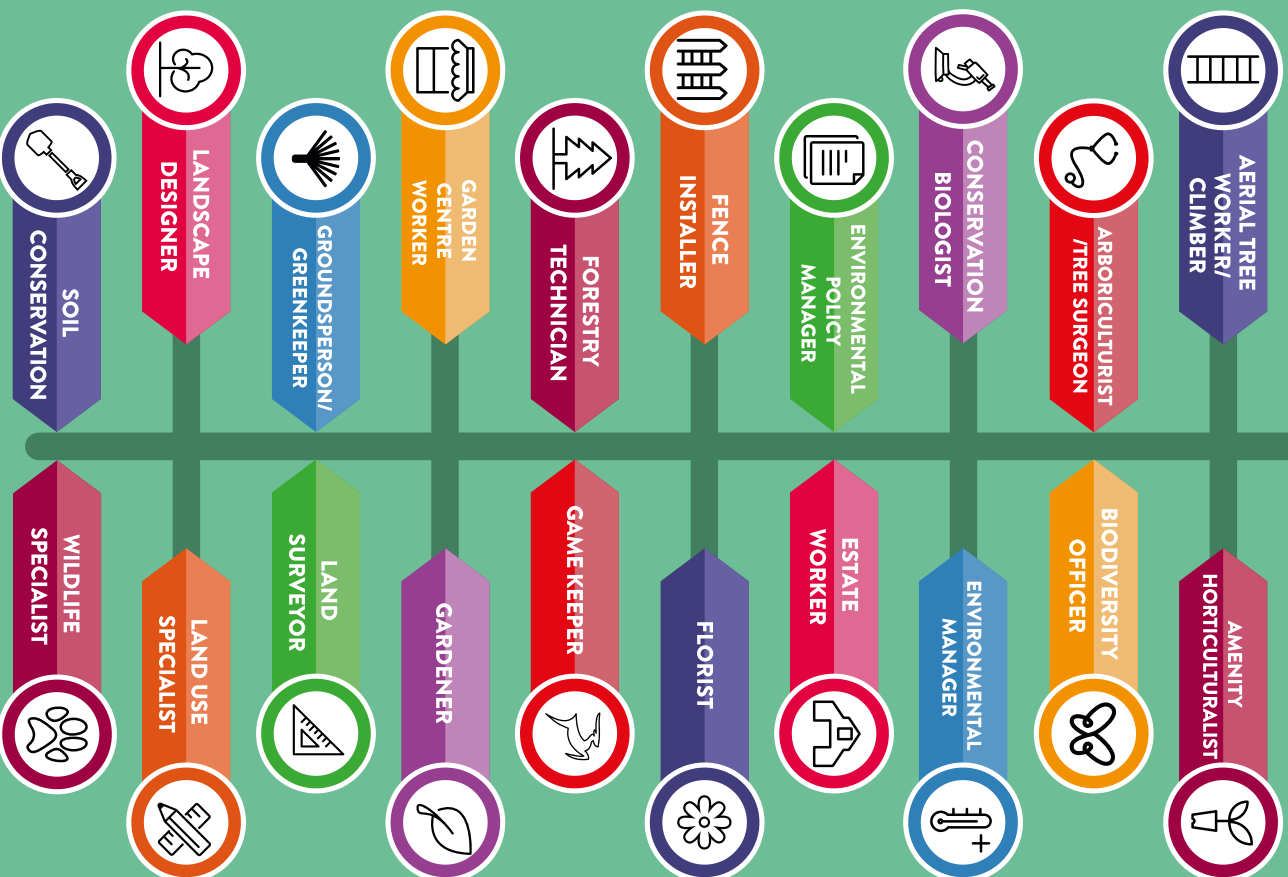 AERIAL TREE
WORKER/
CLIMBER
AMENITY
HORTICULTURALIST
ARBORICULTURIST
/TREE SURGEON
BIODIVERSITY
OFFICER
CONSERVATION
BIOLOGIST
ENVIRONMENTAL
MANAGER
ENVIRONMENTAL
POLICY
MANAGER
ESTATE
WORKER
FENCE
INSTALLER
FLORIST
FORESTRY
TECHNICIAN
GAME KEEPER
GARDEN
CENTRE
WORKER
GARDENER
GROUNDSPERSON/
GREENKEEPER
LAND
SURVEYOR
LANDSCAPE
DESIGNER
LAND USE
SPECIALIST
SOIL
CONSERVATION
WILDLIFE
SPECIALIST